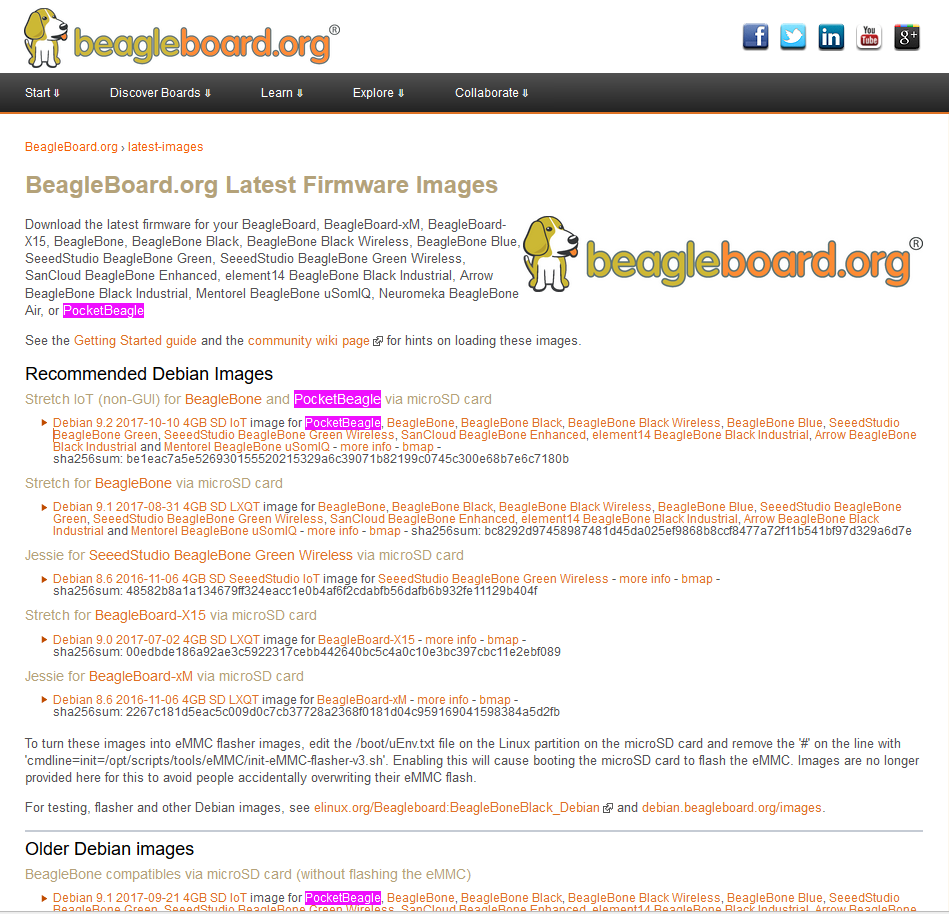 beagleboard.org®
f in You Tube g+
Start ⇓ Discover Boards ⇓ Learn ⇓ Explore ⇓ Collaborate ⇓
BeagleBoard.org › latest-images
BeagleBoard.org Latest Firmware Images
Download the latest firmware for your BeagleBoard, BeagleBoard-xM, BeagleBoard-
X15, BeagleBone, BeagleBone Black, BeagleBone Black Wireless, BeagleBone Blue,
SeeedStudio BeagleBone Green, SeeedStudio BeagleBone Green Wireless,
SanCloud BeagleBone Enhanced, element14 BeagleBone Black Industrial, Arrow
BeagleBone Black Industrial, Mentorel BeagleBone uSomIQ, Neuromeka BeagleBone
Air, or PocketBeagle
beagleboard.org®
See the Getting Started guide and the community wiki page for hints on loading these images.
Recommended Debian Images
Stretch IoT (non-GUI) for BeagleBone and PocketBeagle via microSD card
Debian 9.2 2017-10-10 4GB SD IoT image for PocketBeagle, BeagleBone, BeagleBone Black, BeagleBone Black Wireless, BeagleBone Blue, SeeedStudio
BeagleBone Green, SeeedStudio BeagleBone Green Wireless, SanCloud BeagleBone Enhanced, element14 BeagleBone Black Industrial, Arrow BeagleBone
Black Industrial and Mentorel BeagleBone uSomIQ - more info - bmap -
sha256sum: be1eac7a5e526930155520215329a6c39071b82199c0745c300e68b7e6c7180b
Stretch for BeagleBone via microSD card
Debian 9.1 2017-08-31 4GB SD LXQT image for BeagleBone, BeagleBone Black, BeagleBone Black Wireless, BeagleBone Blue, SeeedStudio BeagleBone
Green, SeeedStudio BeagleBone Green Wireless, SanCloud BeagleBone Enhanced, element14 BeagleBone Black Industrial, Arrow BeagleBone Black
Industrial and Mentorel BeagleBone uSomIQ - more info - bmap - sha256sum: bc8292d97458987481d45da025ef9868b8ccf8477a72f11b541bf97d329a6d7e
Jessie for SeeedStudio BeagleBone Green Wireless via microSD card
Debian 8.6 2016-11-06 4GB SD SeeedStudio IoT image for SeeedStudio BeagleBone Green Wireless - more info - bmap -
sha256sum: 48582b8a1a134679ff324eacc1e0b4af6f2cdabfb56dafb6b932fe11129b404f
Stretch for BeagleBoard-X15 via microSD card
Debian 9.0 2017-07-02 4GB SD LXQT image for BeagleBoard-X15 - more info - bmap -
sha256sum: 00edbde186a92ae3c5922317cebb442640bc5c4a0c10e3bc397cbc11e2ebf089
Jessie for BeagleBoard-xM via microSD card
Debian 8.6 2016-11-06 4GB SD LXQT image for BeagleBoard-xM - more info - bmap -
sha256sum: 2267c181d5eac5c009d0c7cb37728a2368f0181d04c959169041598384a5d2fb
To turn these images into eMMC flasher images, edit the /boot/uEnv.txt file on the Linux partition on the microSD card and remove the '#' on the line with
'cmdline=init=/opt/scripts/tools/eMMC/init-eMMC-flasher-v3.sh'. Enabling this will cause booting the microSD card to flash the eMMC. Images are no longer
provided here for this to avoid people accidentally overwriting their eMMC flash.
For testing, flasher and other Debian images, see elinux.org/Beagleboard:BeagleBoneBlack_Debian and debian.beagleboard.org/images.
Older Debian images
BeagleBone compatibles via microSD card (without flashing the eMMC)
Debian 9.1 2017-09-21 4GB SD IoT image for PocketBeagle, BeagleBone, BeagleBone Black, BeagleBone Black Wireless, BeagleBone Blue, SeeedStudio
BeagleBone Green, SeeedStudio BeagleBone Green Wireless, SanCloud BeagleBone Enhanced, element14 BeagleBone Black Industrial, Arrow BeagleBone